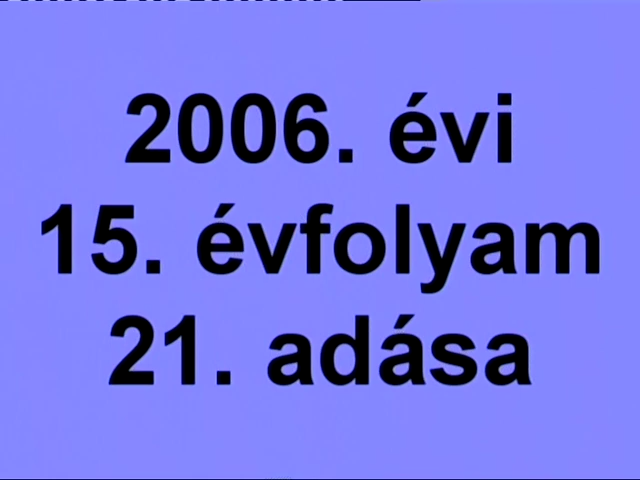 2006. évi
15. évfolyam
21. adása